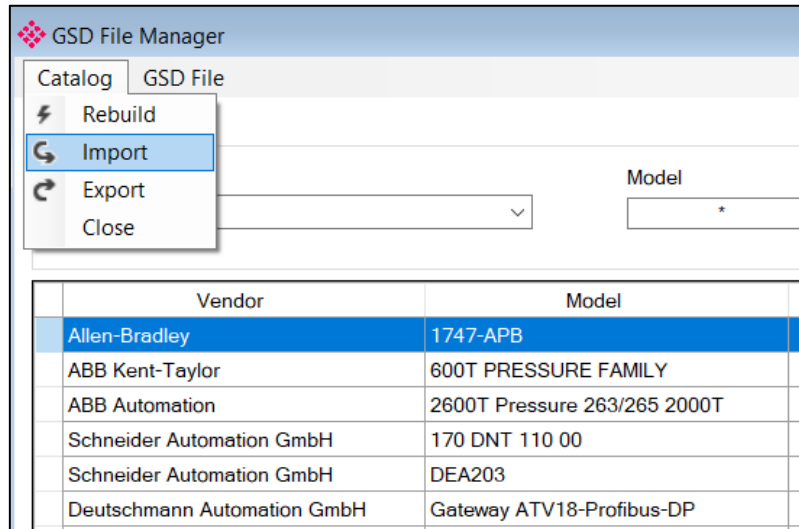 GSD File Manager
Catalog GSD File
Rebuild
Import
Export
Close
Model
*
Vendor Model
Allen-Bradley 1747-APB
ABB Kent-Taylor 600T PRESSURE FAMILY
ABB Automation 2600T Pressure 263/265 2000T
Schneider Automation GmbH 170 DNT 110 00
Schneider Automation GmbH DEA203
Deutschmann Automation GmbH Gateway ATV18-Profibus-DP